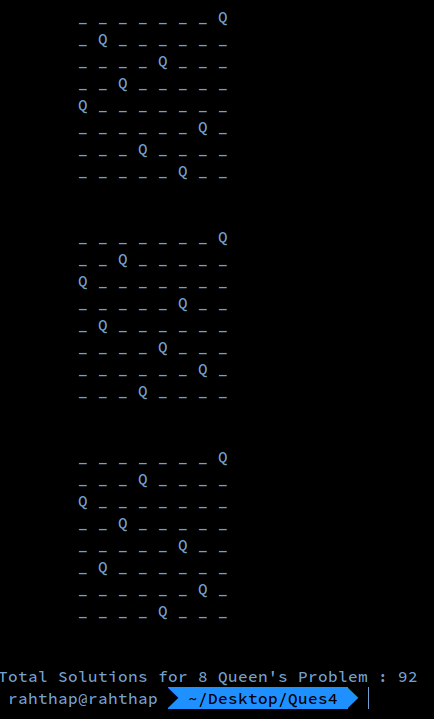 _ _ _ _ _ _ _ Q
_ Q _ _ _ _ _ _
_ _ _ _ Q _ _ _
_ _ Q _ _ _ _ _
Q _ _ _ _ _ _ _
_ _ _ _ _ _ Q _
_ _ _ Q _ _ _ _
_ _ _ _ _ Q _ _
_ _ _ _ _ _ _ Q
_ _ Q _ _ _ _ _
Q _ _ _ _ _ _ _
_ _ _ _ _ Q _ _
_ Q _ _ _ _ _ _
_ _ _ _ Q _ _ _
_ _ _ _ _ _ Q _
_ _ _ Q _ _ _ _
_ _ _ _ _ _ _ Q
_ _ _ Q _ _ _ _
Q _ _ _ _ _ _ _
_ _ Q _ _ _ _ _
_ _ _ _ _ Q _ _
_ Q _ _ _ _ _ _
_ _ _ _ _ _ Q _
_ _ _ _ Q _ _ _
Total Solutions for 8 Queen's Problem : 92
rahthap@rahthap ~/Desktop/Ques4